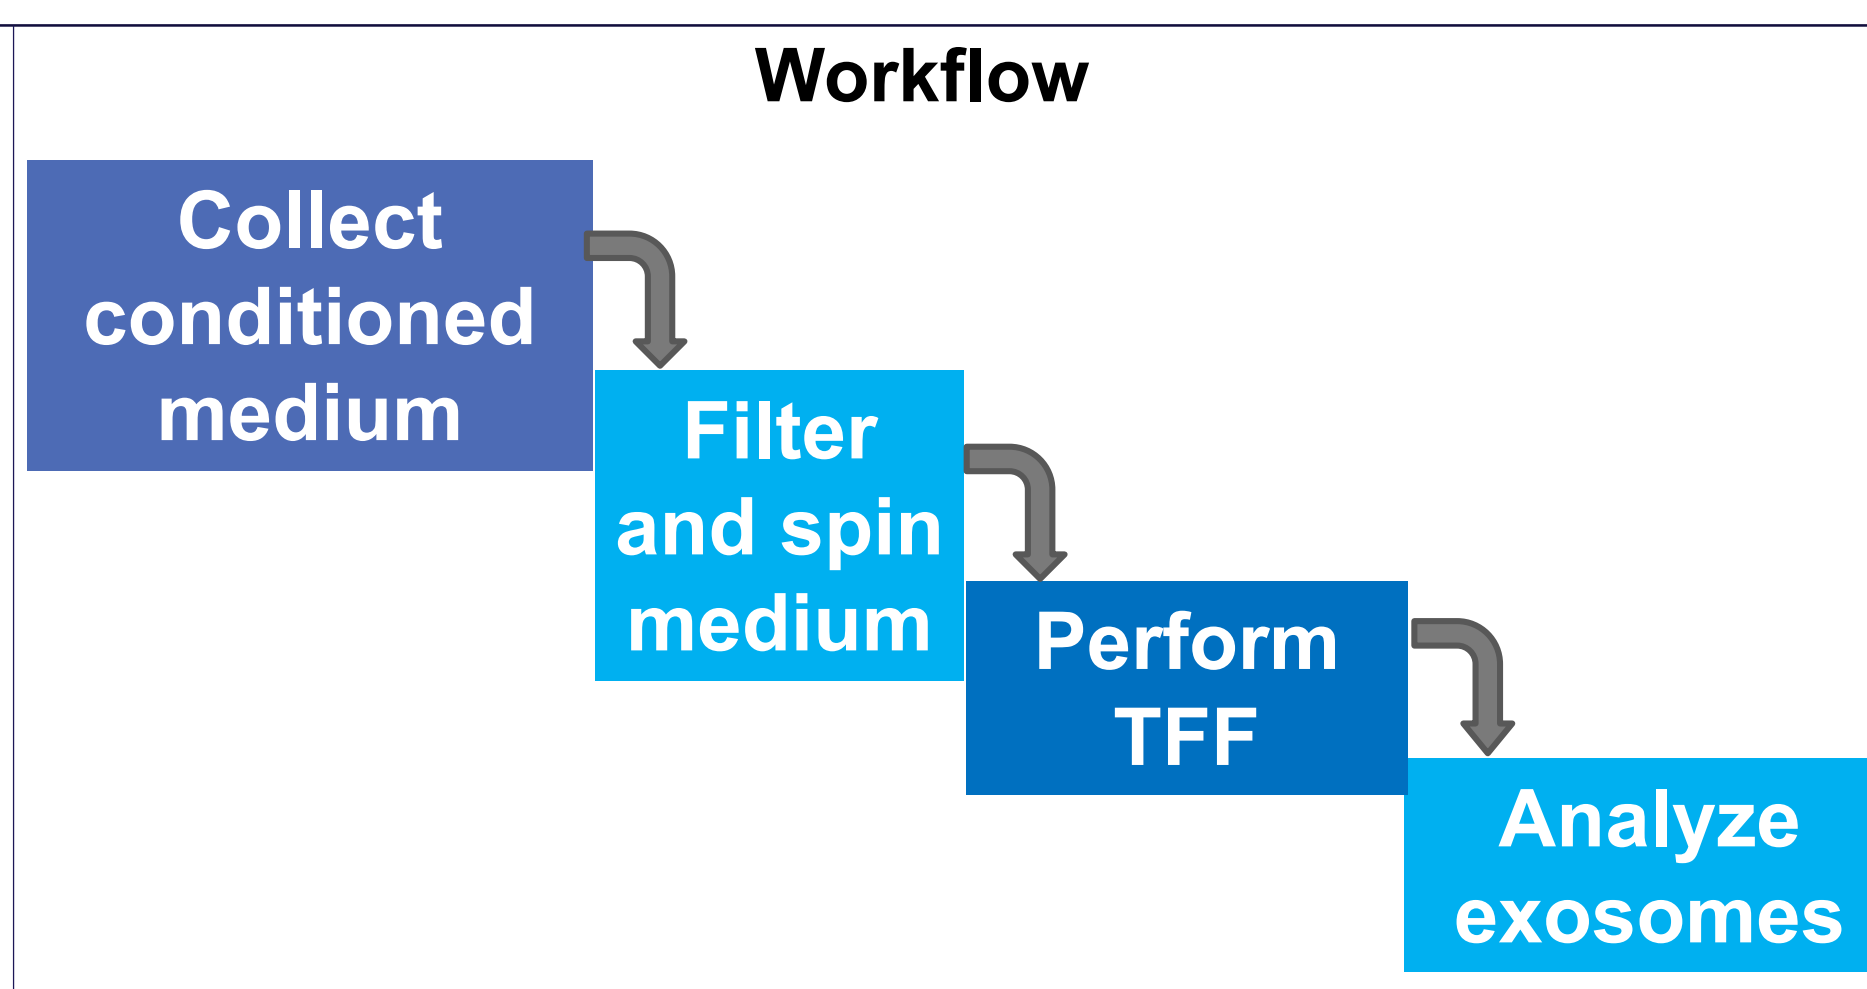 Workflow
Collect
conditioned
medium
Filter
and spin
medium
Perform
TFF
Analyze
exosomes